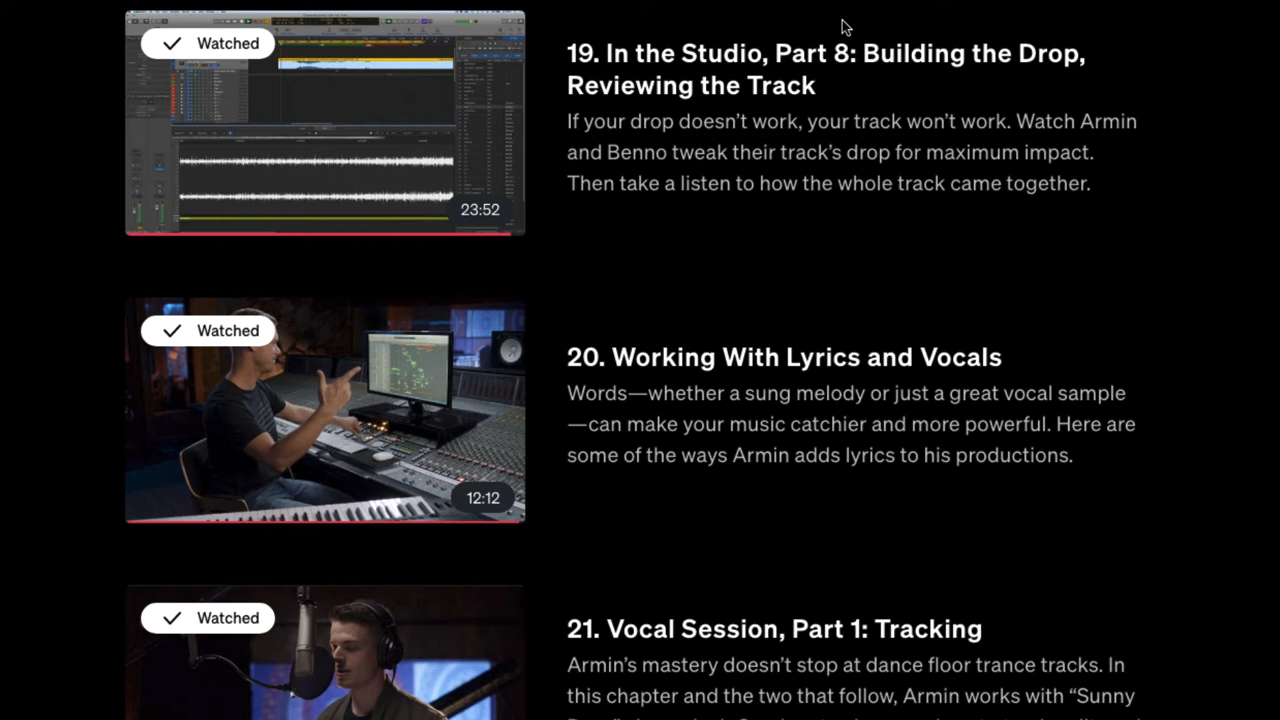 Watched
19. In the Studio, Part 8: Building the Drop,
Reviewing the Track
If your drop doesn’t work, your track won’t work. Watch Armin
and Benno tweak their track’s drop for maximum impact.
Then take a listen to how the whole track came together.
23:52
Watched
20. Working With Lyrics and Vocals
Words—whether a sung melody or just a great vocal sample
—can make your music catchier and more powerful. Here are
some of the ways Armin adds lyrics to his productions.
12:12
Watched
21. Vocal Session, Part 1: Tracking
Armin’s mastery doesn’t stop at dance floor trance tracks. In
this chapter and the two that follow, Armin works with “Sunny